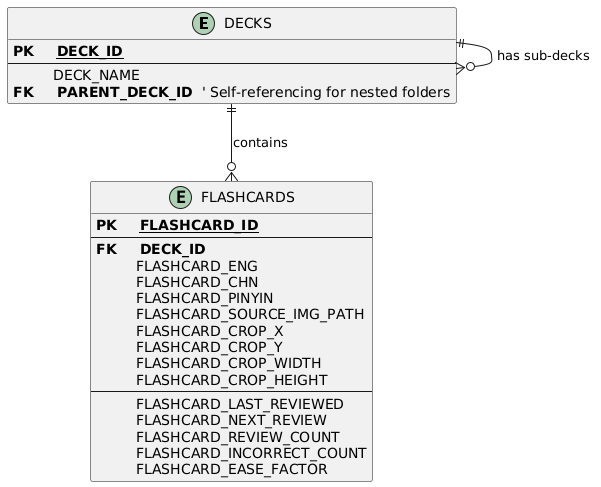 E DECKS
PK DECK_ID
DECK_NAME
FK PARENT_DECK_ID ' Self-referencing for nested folders
has sub-decks
contains
E FLASHCARDS
PK FLASHCARD_ID
FK DECK_ID
FLASHCARD_ENG
FLASHCARD_CHN
FLASHCARD_PINYIN
FLASHCARD_SOURCE_IMG_PATH
FLASHCARD_CROP_X
FLASHCARD_CROP_Y
FLASHCARD_CROP_WIDTH
FLASHCARD_CROP_HEIGHT
FLASHCARD_LAST_REVIEWED
FLASHCARD_NEXT_REVIEW
FLASHCARD_REVIEW_COUNT
FLASHCARD_INCORRECT_COUNT
FLASHCARD_EASE_FACTOR